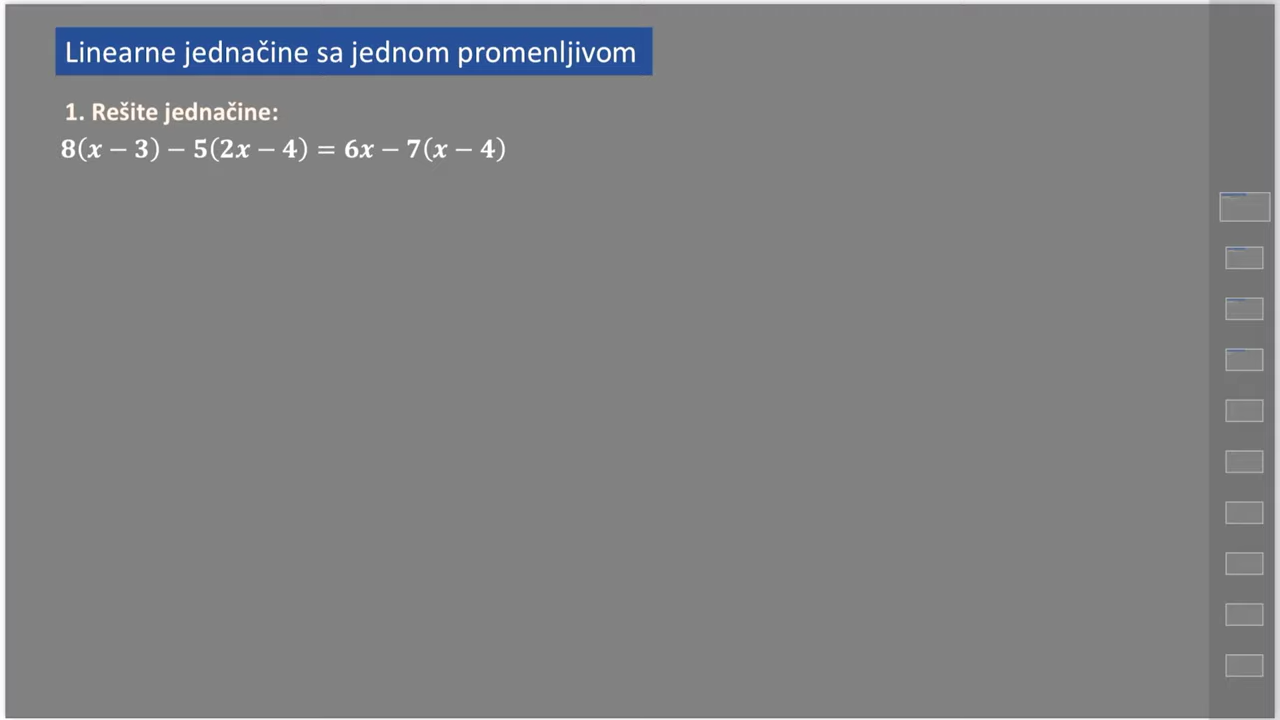 Linearne jednačine sa jednom promenljivom
1. Rešite jednačine:
8(x − 3) − 5(2x − 4) = 6x − 7(x − 4)